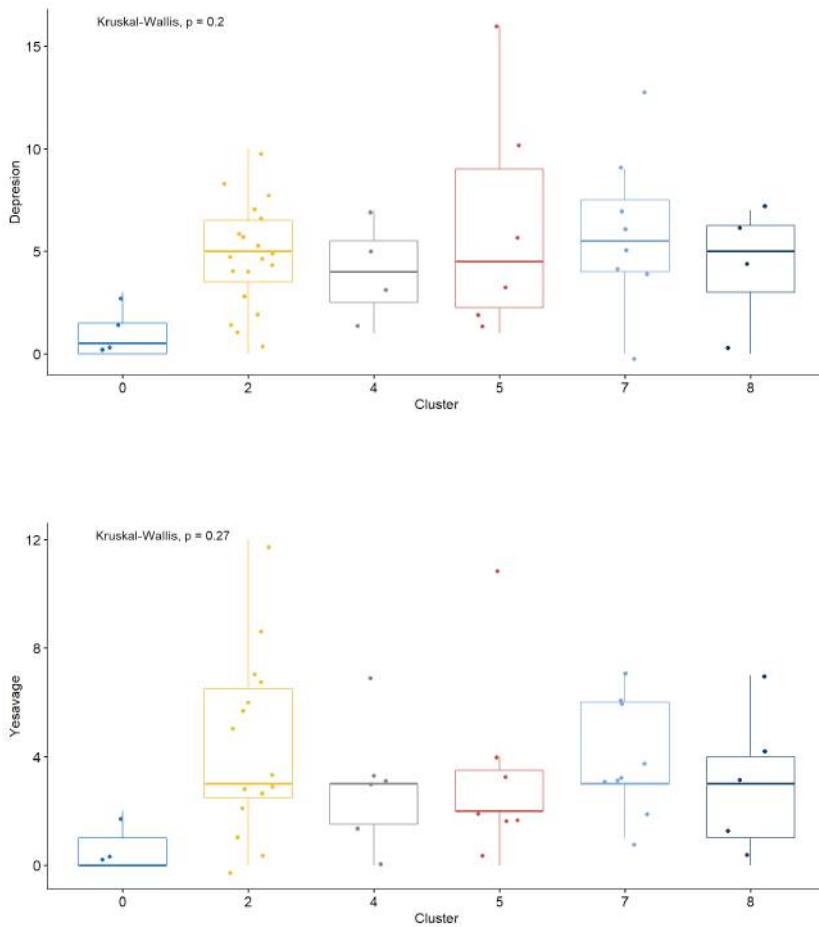 Kruskal-Wallis, p = 0.2
15
10
5
0
Depresion
0 2 4 5 7 8
Cluster
Kruskal-Wallis, p = 0.27
12
8
4
0
Yesavage
0 2 4 5 7 8
Cluster